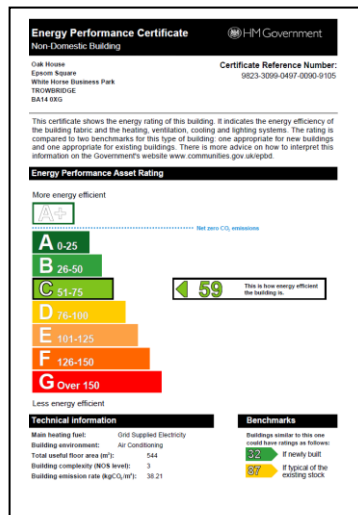 Energy Performance Certificate
Non-Domestic Building
HM Government
Oak House
Epsom Square
White Horse Business Park
TROWBRIDGE
BA14 0XG
Certificate Reference Number:
9823-3099-0497-0090-9105
This certificate shows the energy rating of this building. It indicates the energy efficiency of
the building fabric and the heating, ventilation, cooling and lighting systems. The rating is
compared to two benchmarks for this type of building: one appropriate for new buildings
and one appropriate for existing buildings. There is more advice on how to interpret this
information on the Government's website www.communities.gov.uk/epbd.
Energy Performance Asset Rating
More energy efficient
A+
Net zero CO₂ emissions
A 0-25
B 26-50
C 51-75
59
This is how energy efficient
the building is.
D 76-100
E 101-125
F 126-150
G Over 150
Less energy efficient
Technical information
Main heating fuel: Grid Supplied Electricity
Building environment: Air Conditioning
Total useful floor area (m²): 544
Building complexity (NOS level): 3
Building emission rate (kgCO₂/m²): 38.21
Benchmarks
Buildings similar to this one
could have ratings as follows:
32 If newly built
87 If typical of the
existing stock